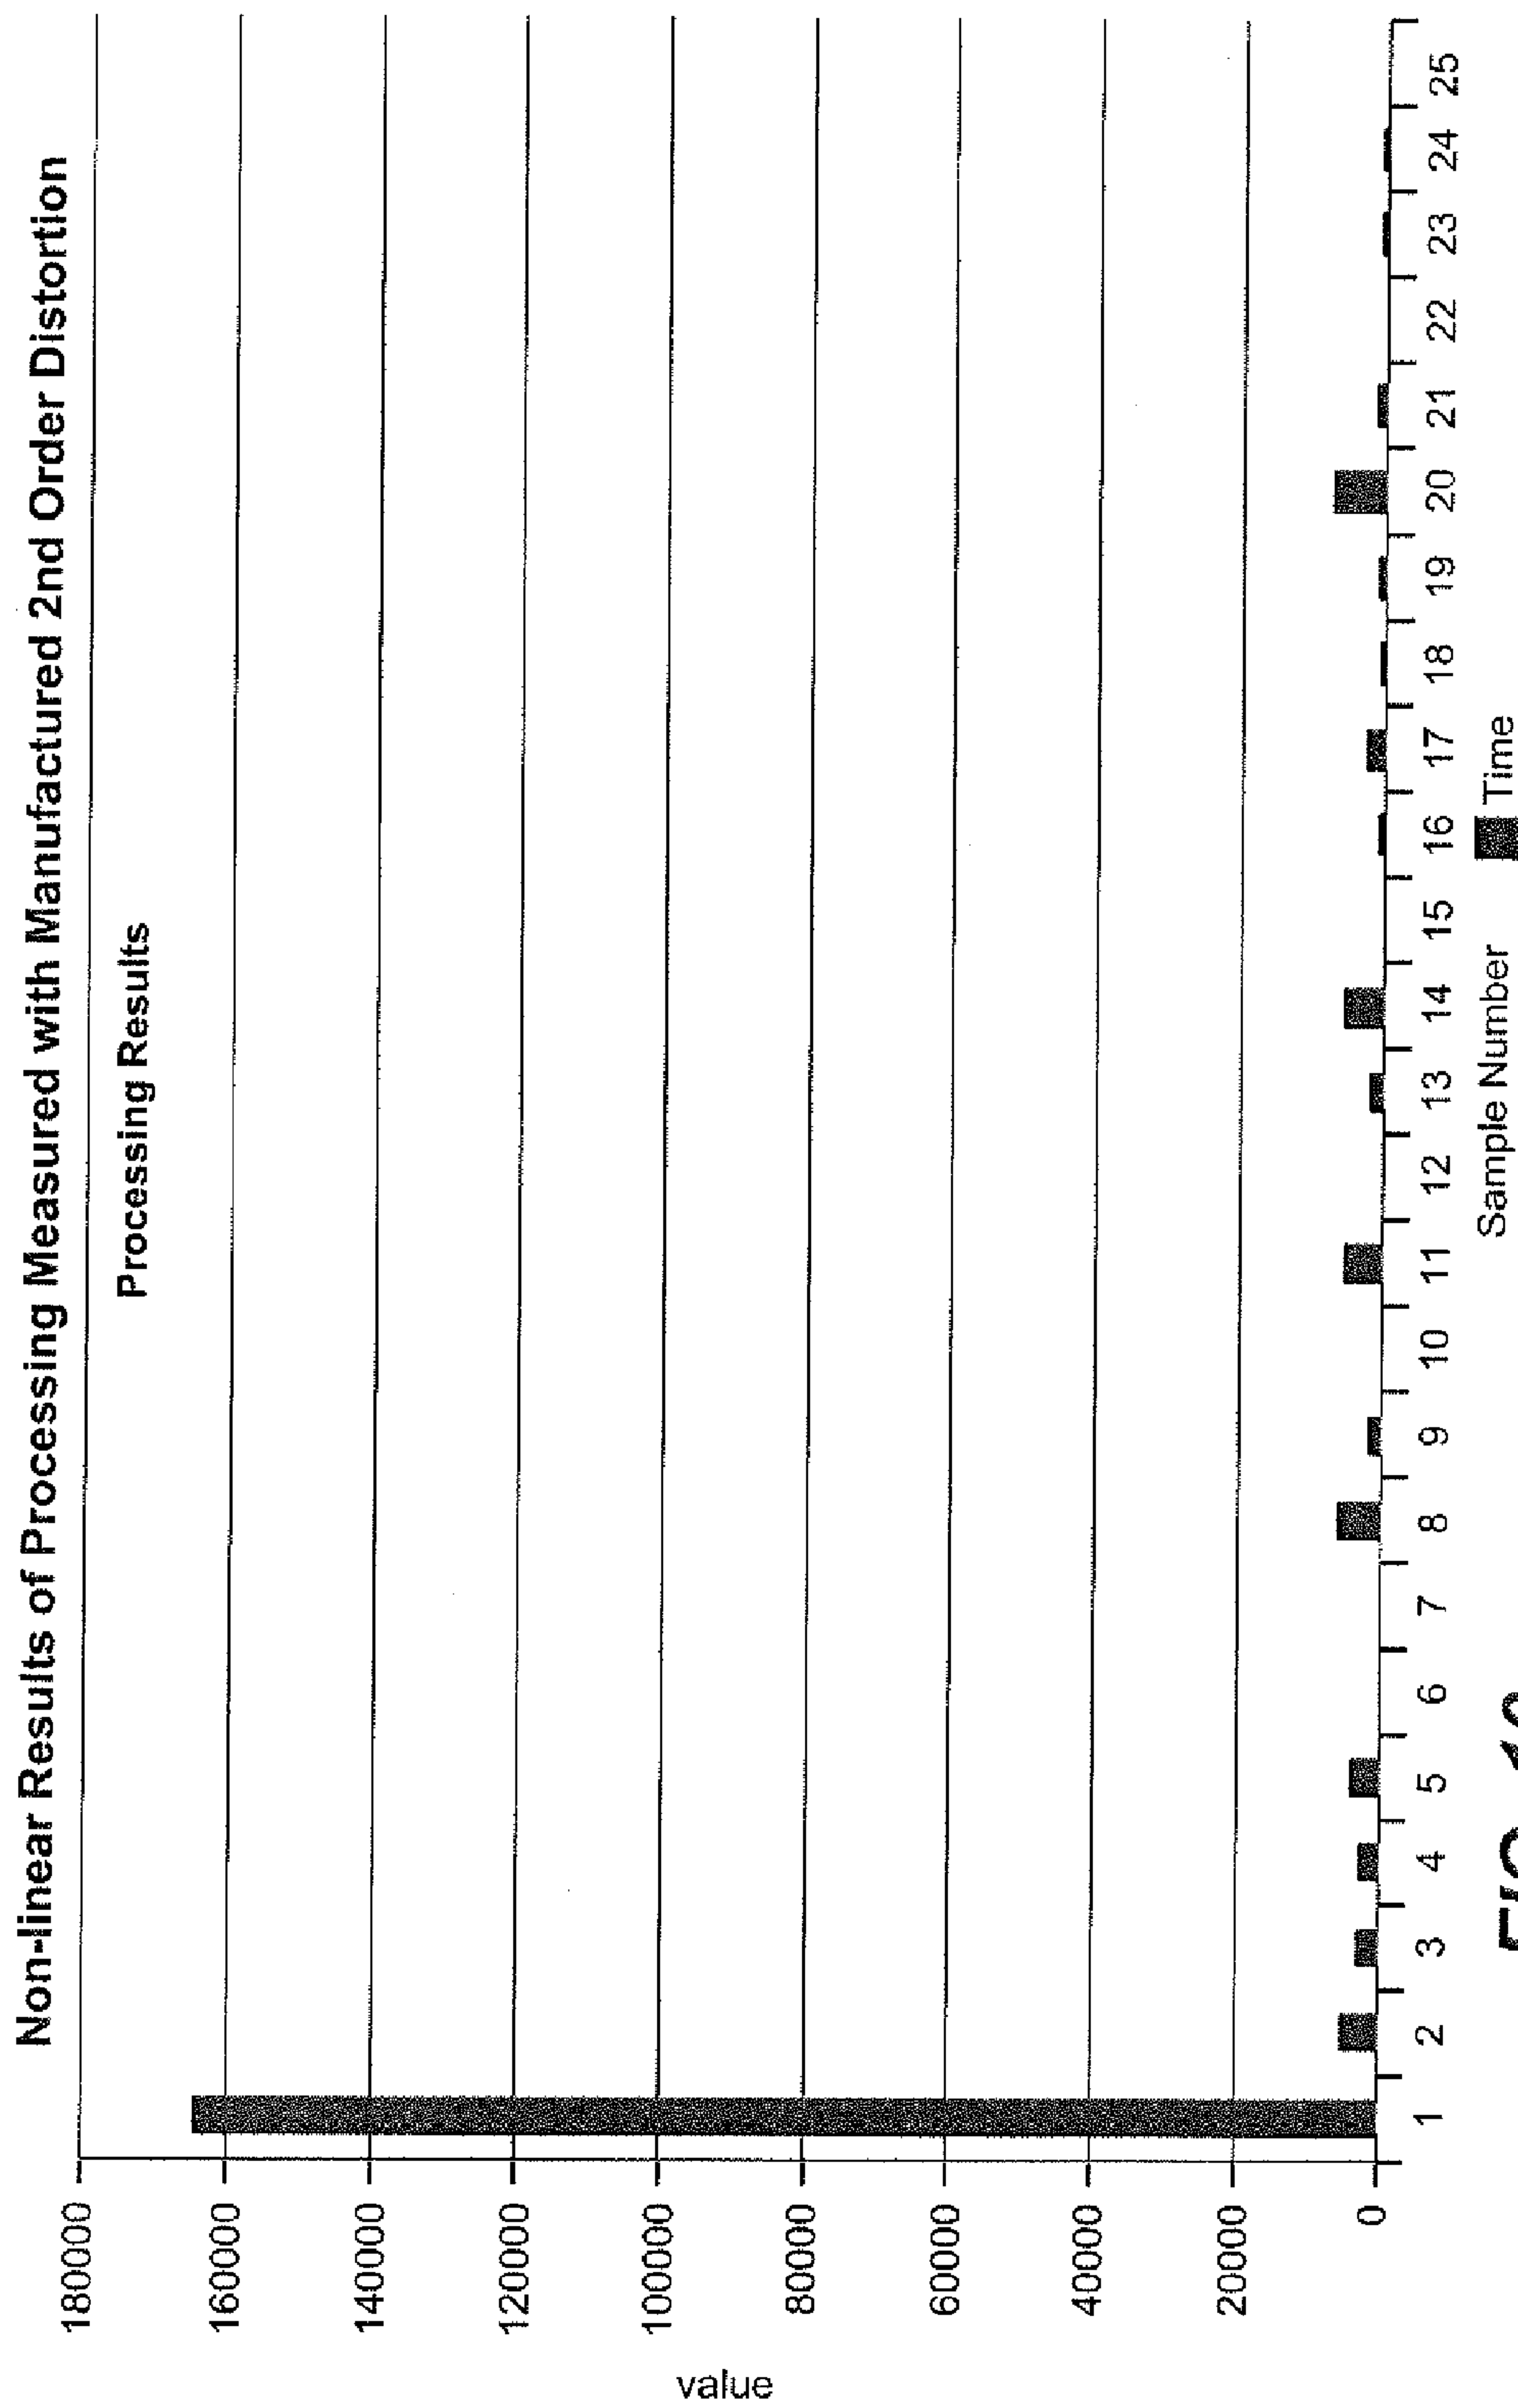 Non-linear Results of Processing Measured with Manufactured 2nd Order Distortion
Processing Results
180000
160000
140000
120000
100000
80000
60000
40000
20000
0
value
1 2 3 4 5 6 7 8 9 10 11 12 13 14 15 16 17 18 19 20 21 22 23 24 25
Sample Number
Time